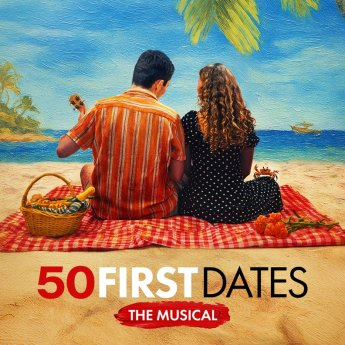 50 FIRST DATES
THE MUSICAL